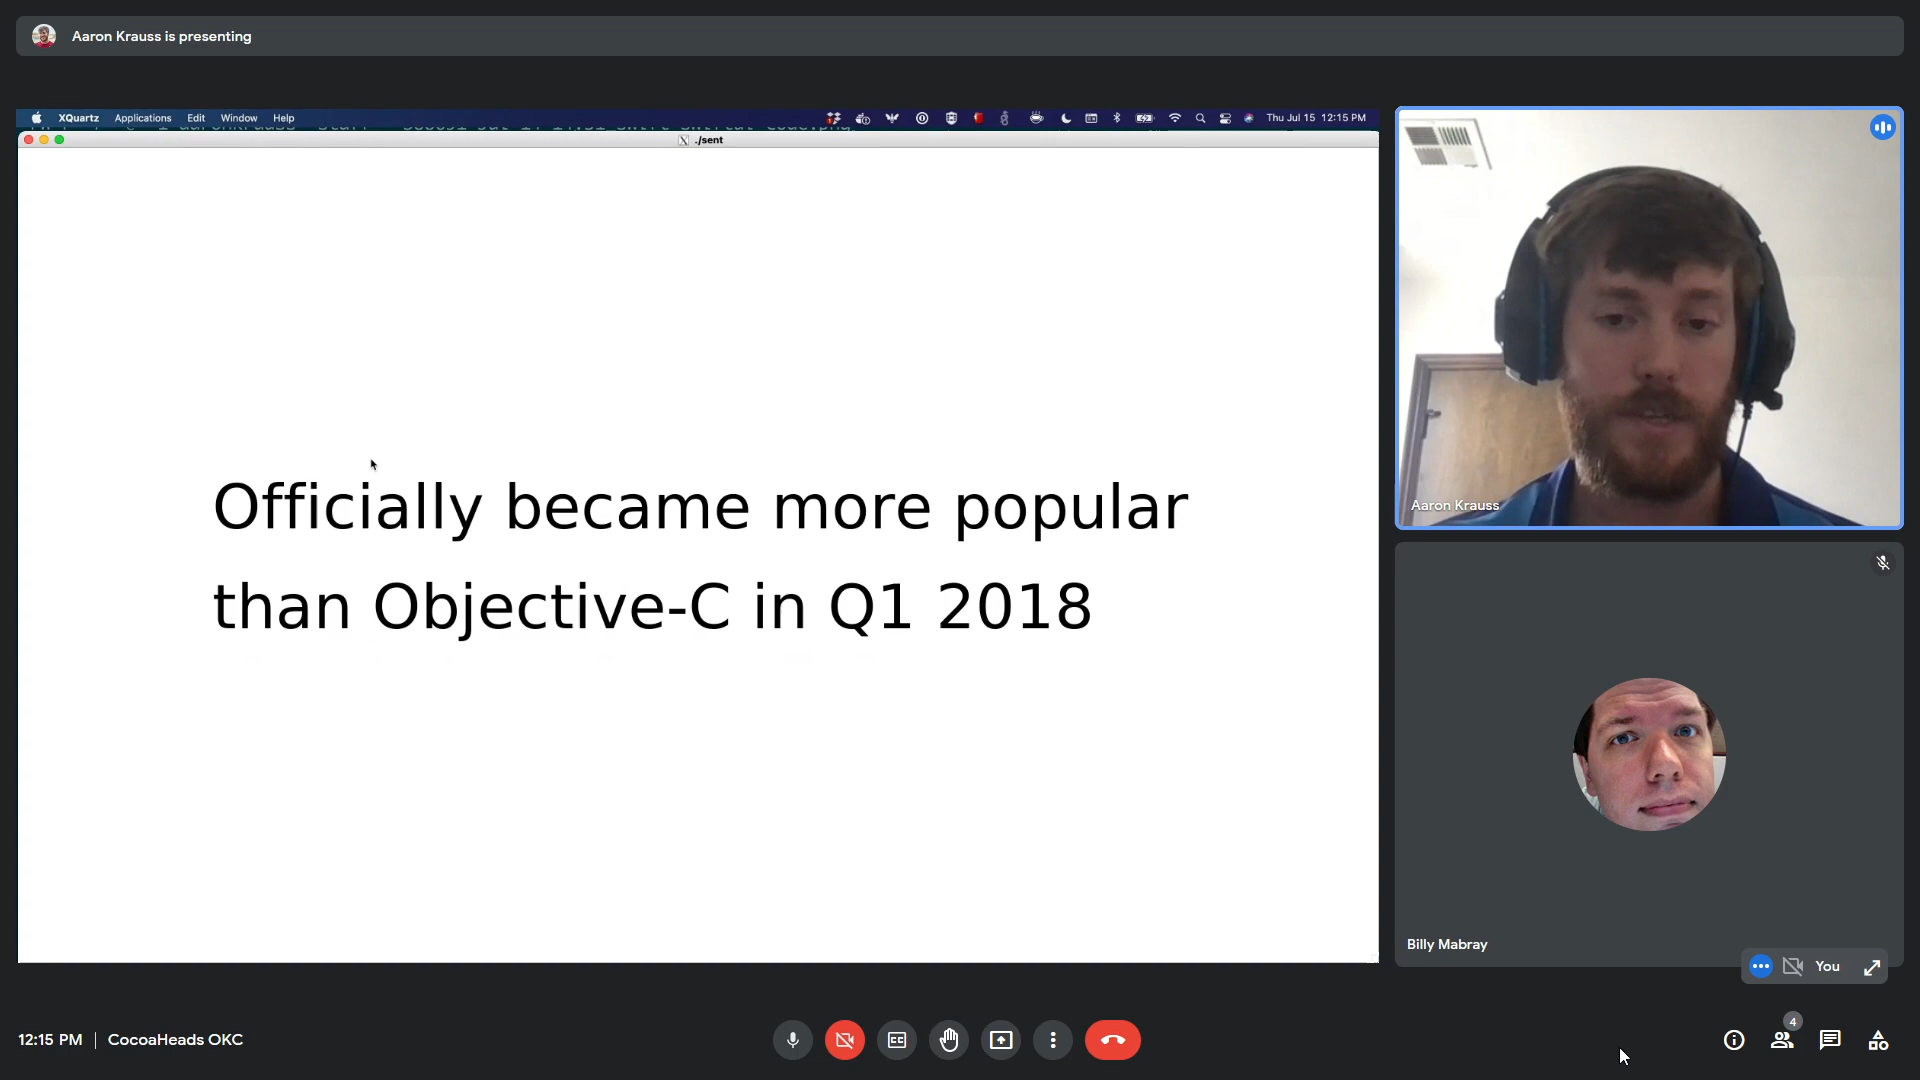 Aaron Krauss is presenting
XQuartz Applications Edit Window Help
Thu Jul 15 12:15 PM
./sent
Officially became more popular
than Objective-C in Q1 2018
Aaron Krauss
Billy Mabray
You
12:15 PM | CocoaHeads OKC
4